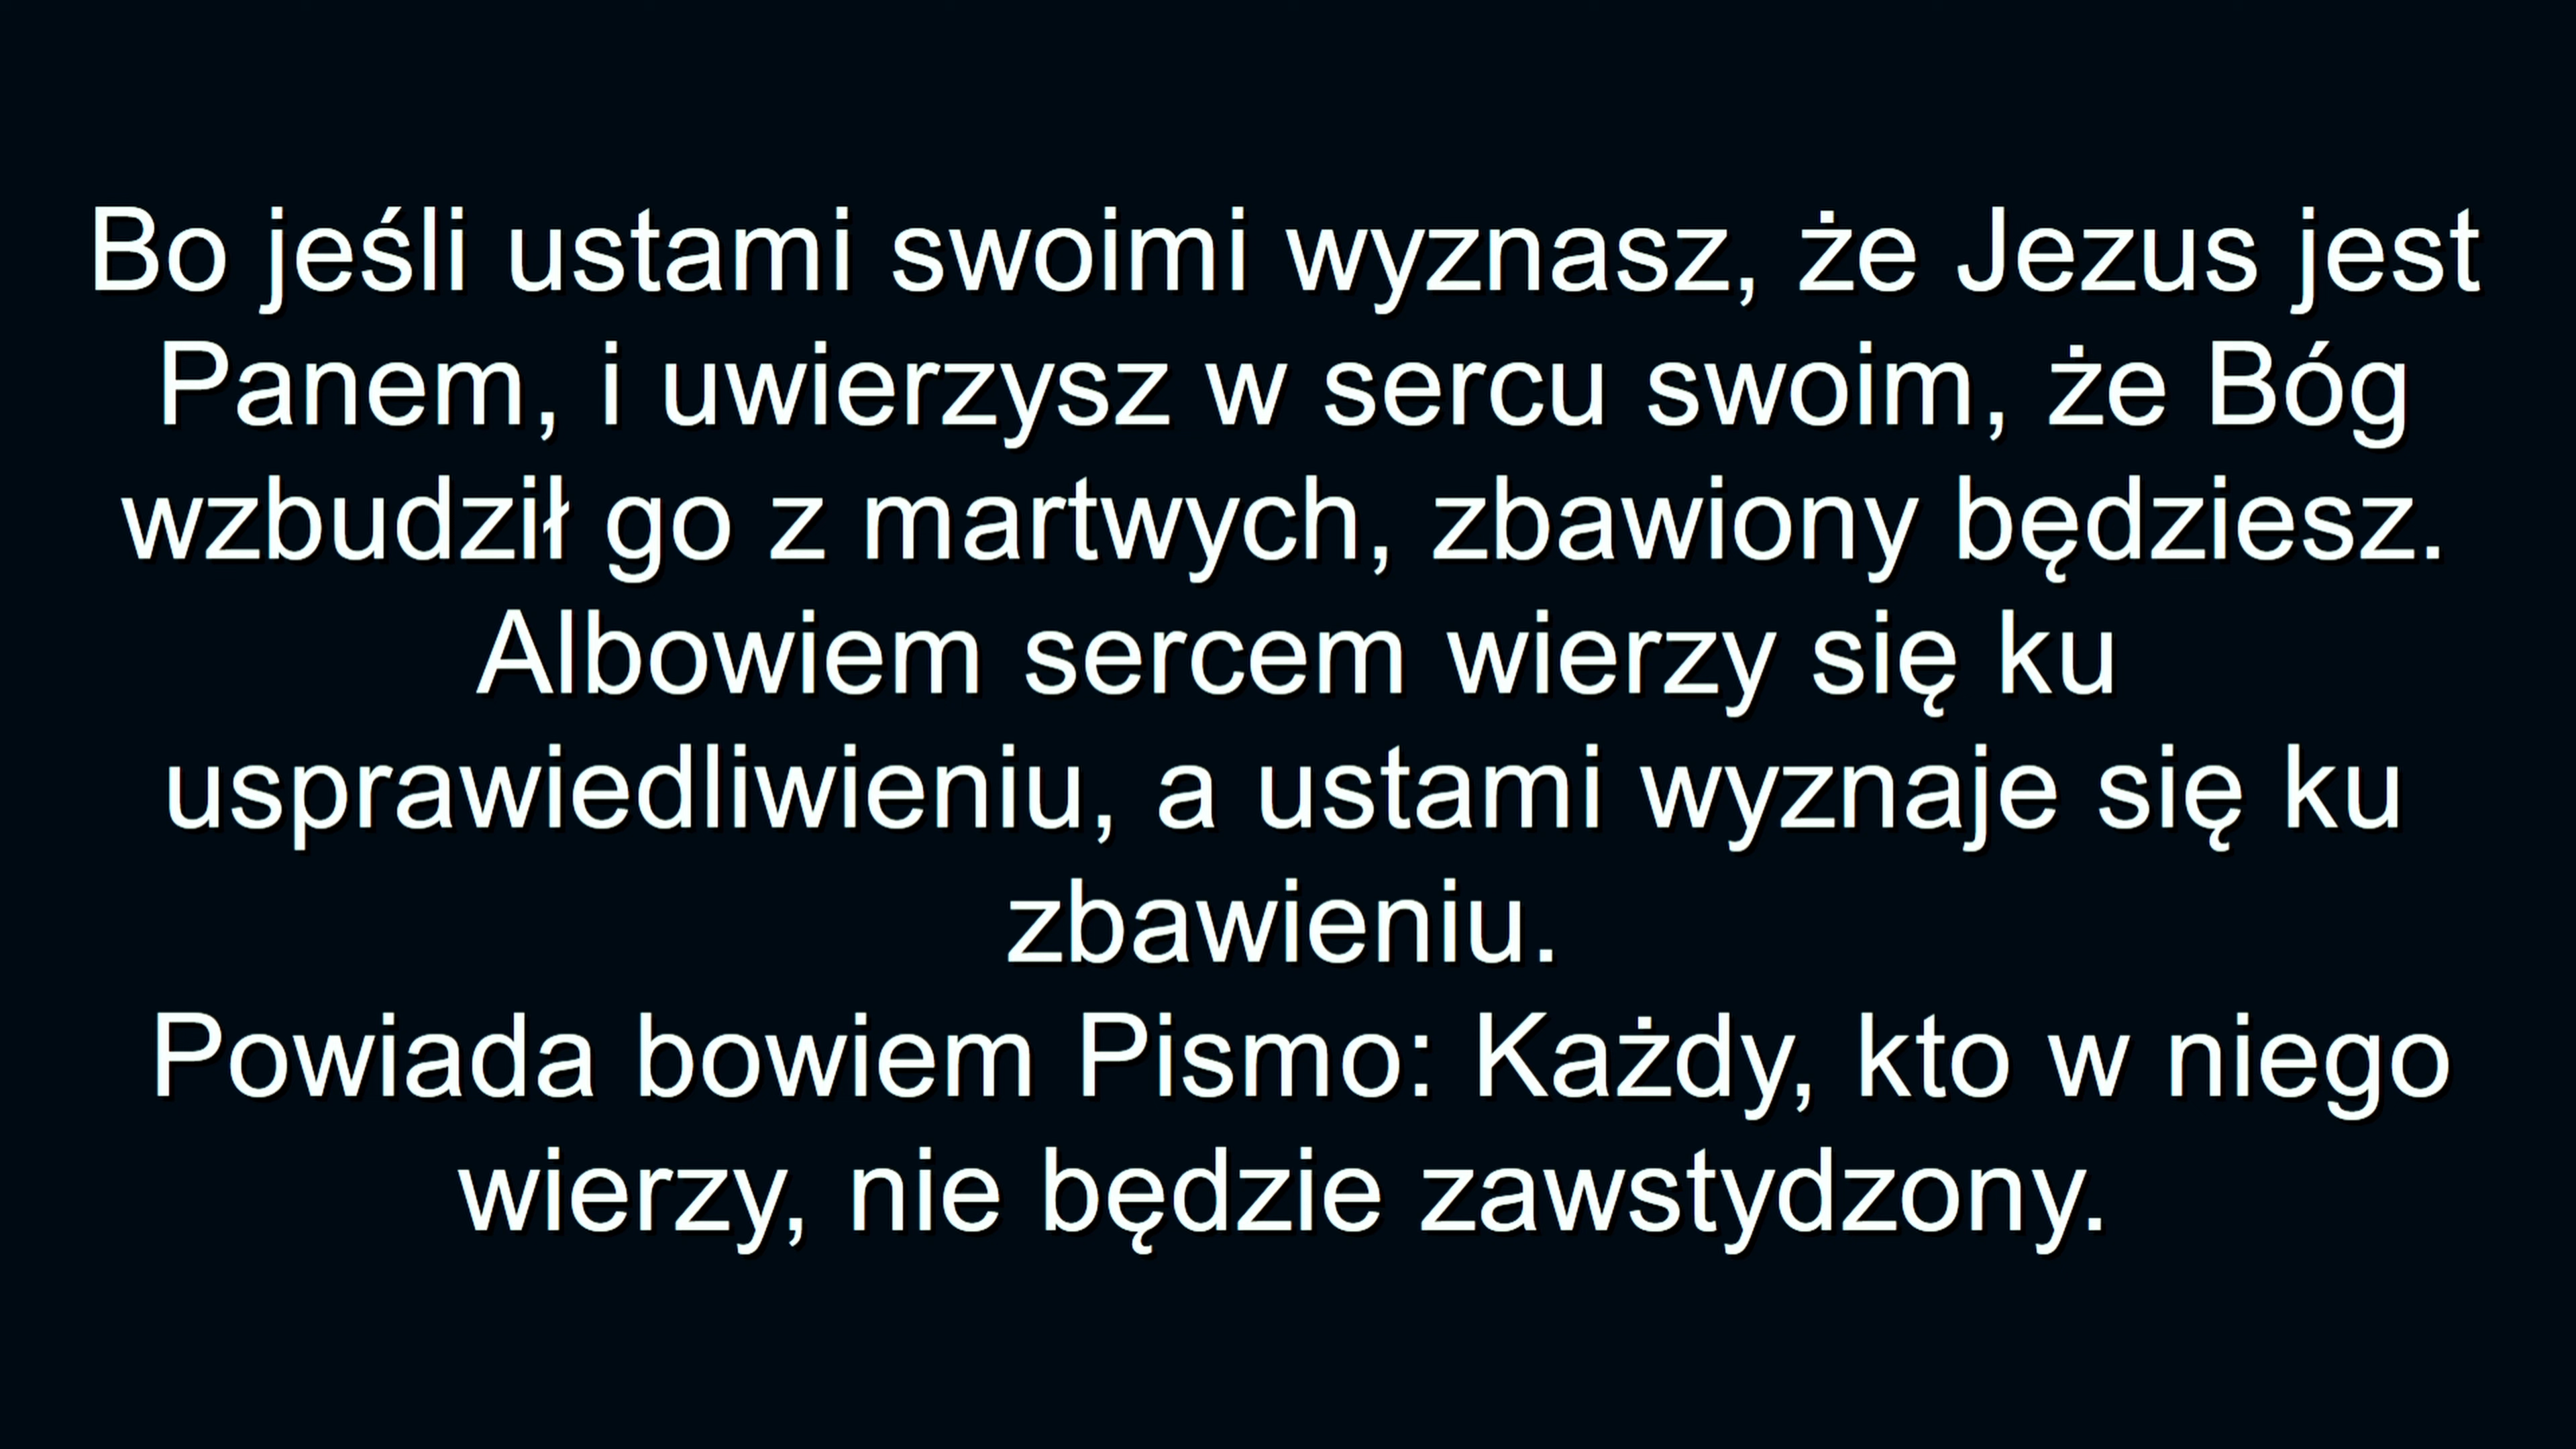 Bo jeśli ustami swoimi wyznasz, że Jezus jest
Panem, i uwierzysz w sercu swoim, że Bóg
wzbudził go z martwych, zbawiony będziesz.
Albowiem sercem wierzy się ku
usprawiedliwieniu, a ustami wyznaje się ku
zbawieniu.
Powiada bowiem Pismo: Każdy, kto w niego
wierzy, nie będzie zawstydzony.